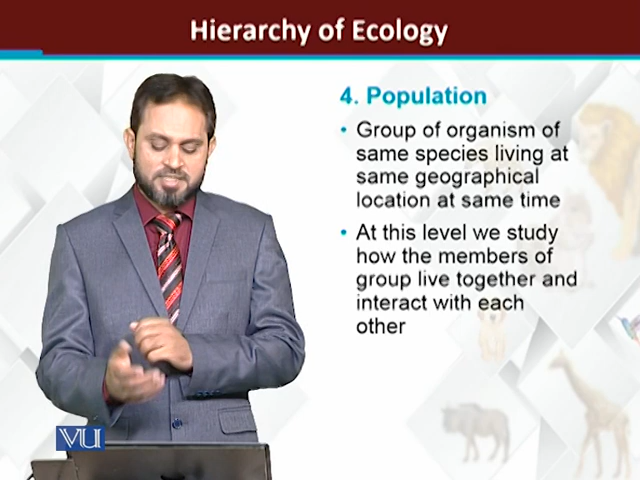 Hierarchy of Ecology
4. Population
• Group of organism of
same species living at
same geographical
location at same time
• At this level we study
how the members of
group live together and
interact with each
other
VU